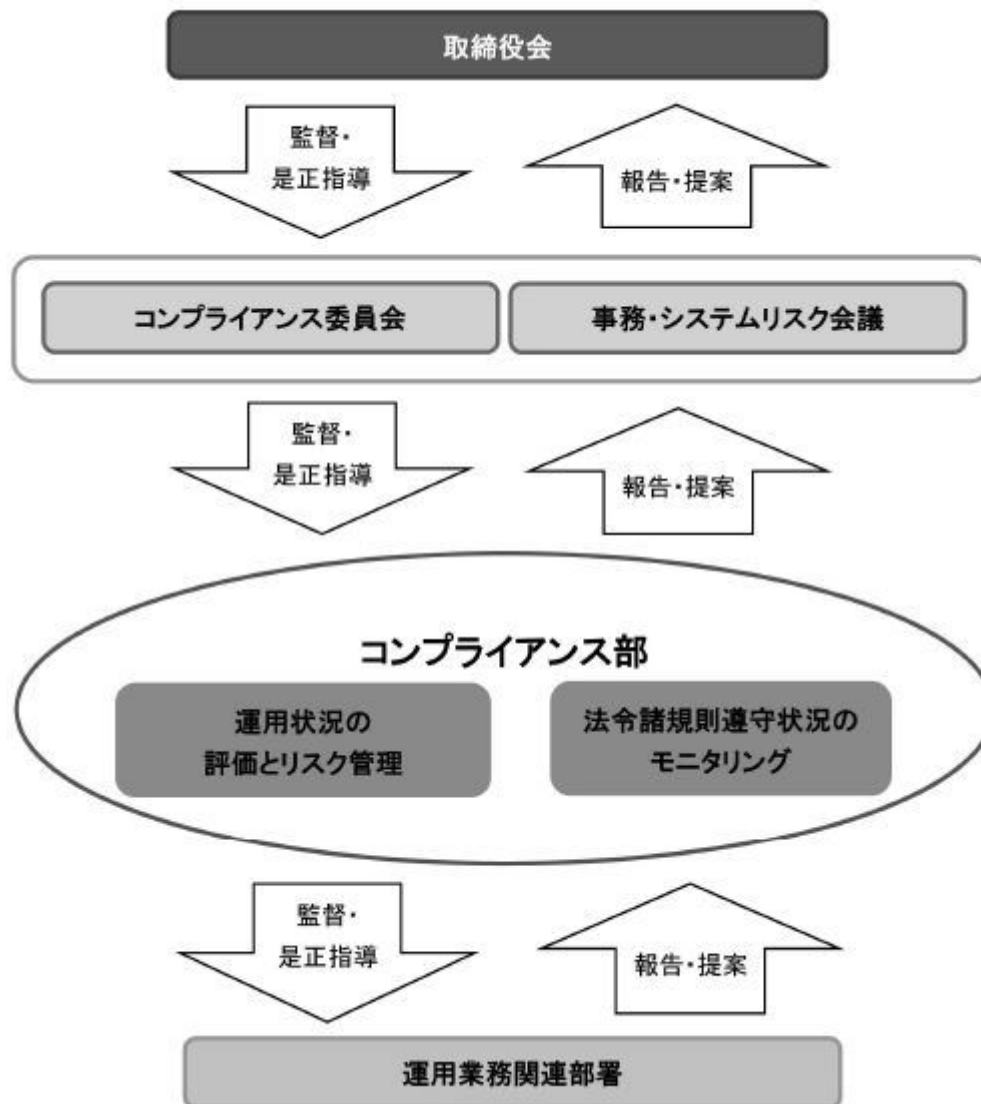 取締役会
監督・
是正指導
報告・提案
コンプライアンス委員会
事務・システムリスク会議
監督・
是正指導
報告・提案
コンプライアンス部
運用状況の
評価とリスク管理
法令諸規則遵守状況の
モニタリング
監督・
是正指導
報告・提案
運用業務関連部署